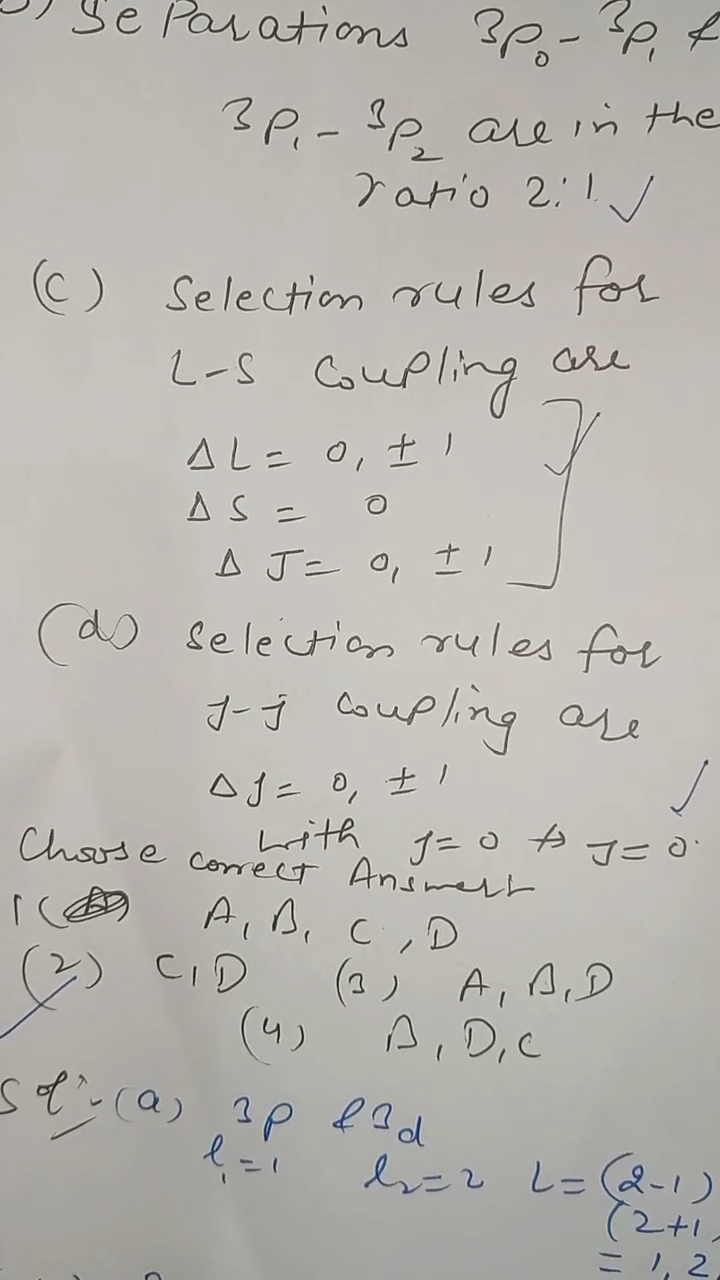 Separations ³P₀ - ³P₁ &
³P₁ - ³P₂ are in the
ratio 2:1 ✓
(C) Selection rules for
L-S Coupling are
ΔL = 0, ±1
ΔS = 0
ΔJ = 0, ±1
(d) Selection rules for
J-j coupling are
ΔJ = 0, ±1
with J=0 ↛ J=0.
Choose correct Answer
1( A, B, C, D
(2) C, D (3) A, B, D
(4) B, D, C
Sol:- (a) 3p & 3d
l₁=1 l₂=2 L=(2-1)
(2+1
= 1, 2